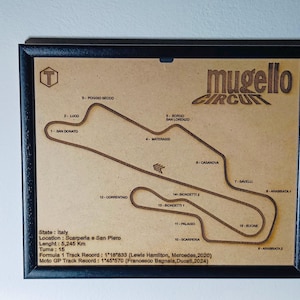 T
mugello
CIRCUIT
5 - POGGIO SECCO
2 - LUCO
3 - BORGO
SAN LORENZO
1 - SAN DONATO
4 - MATERASSI
6 - CASANOVA
7 - SAVELLI
8 - ARRABBIATA 1
9 - ARRABBIATA 2
12 - CORRENTAIO
14 - BIONDETTI 2
13 - BIONDETTI 1
11 - PALAGIO
15 - BUCINE
State : Italy
Location : Scarperia e San Piero
Lenght : 5,245 Km
Turns : 15
Formula 1 Track Record : 1"18"833 (Lewis Hamilton, Mercedes,2020)
Moto GP Track Record : 1"45"570 (Francesco Bagnaia,Ducati,2024)